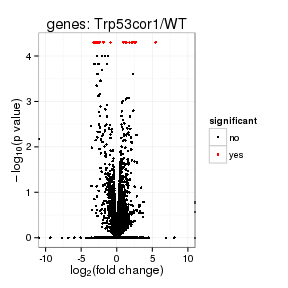 genes: Trp53cor1/WT
4
3
2
1
0
−log10(p value)
-10
-5
0
5
10
log2(fold change)
significant
no
yes